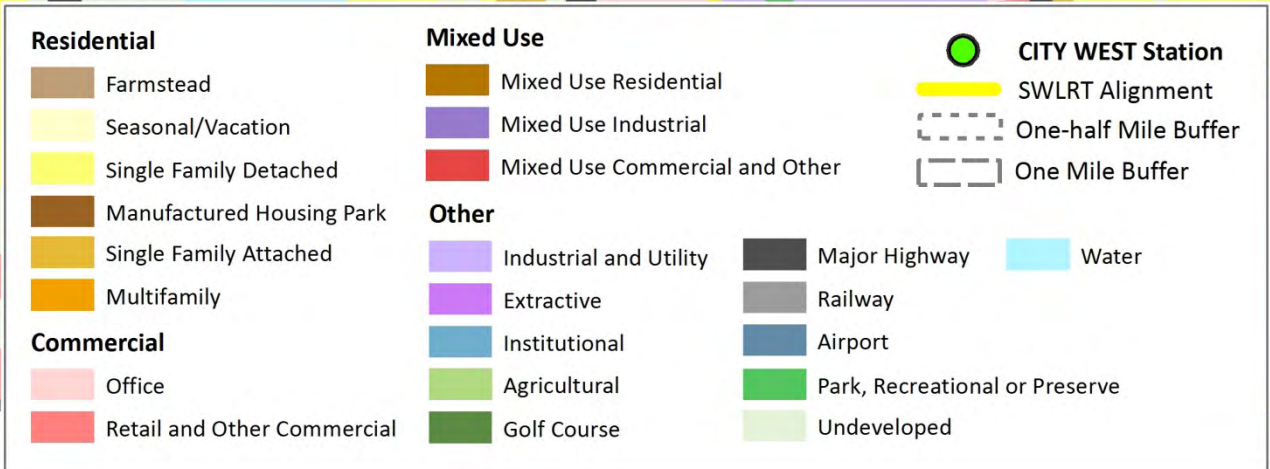 Residential
Farmstead
Seasonal/Vacation
Single Family Detached
Manufactured Housing Park
Single Family Attached
Multifamily
Commercial
Office
Retail and Other Commercial
Mixed Use
Mixed Use Residential
Mixed Use Industrial
Mixed Use Commercial and Other
Other
Industrial and Utility
Extractive
Institutional
Agricultural
Golf Course
Major Highway
Railway
Airport
Park, Recreational or Preserve
Undeveloped
Water
CITY WEST Station
SWLRT Alignment
One-half Mile Buffer
One Mile Buffer